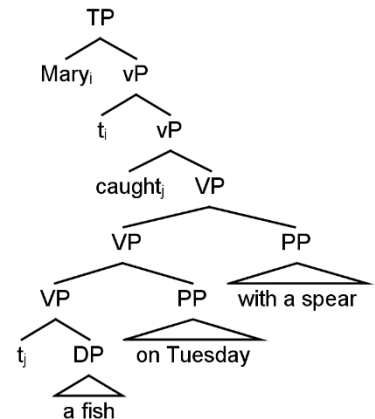 TP
Maryᵢ vP
tᵢ vP
caughtⱼ VP
VP PP
VP PP with a spear
tⱼ DP on Tuesday
a fish